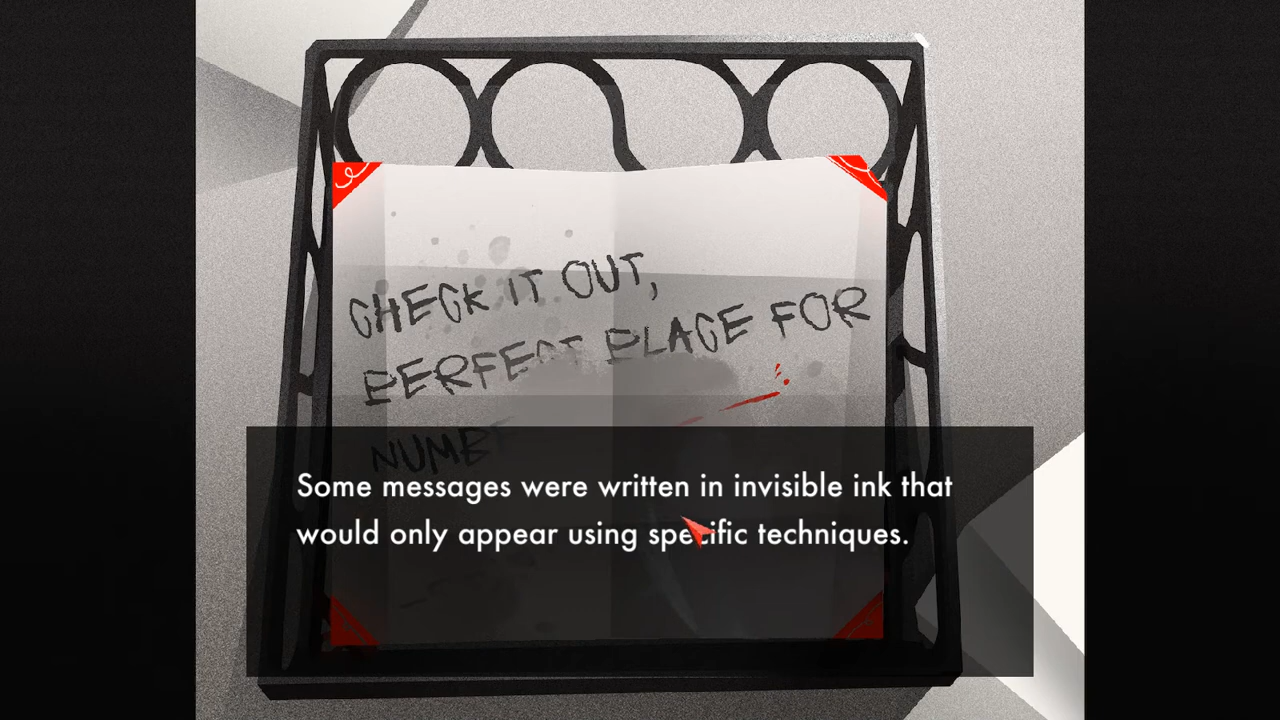 CHECK IT OUT,
PERFECT PLACE FOR
Some messages were written in invisible ink that
would only appear using specific techniques.